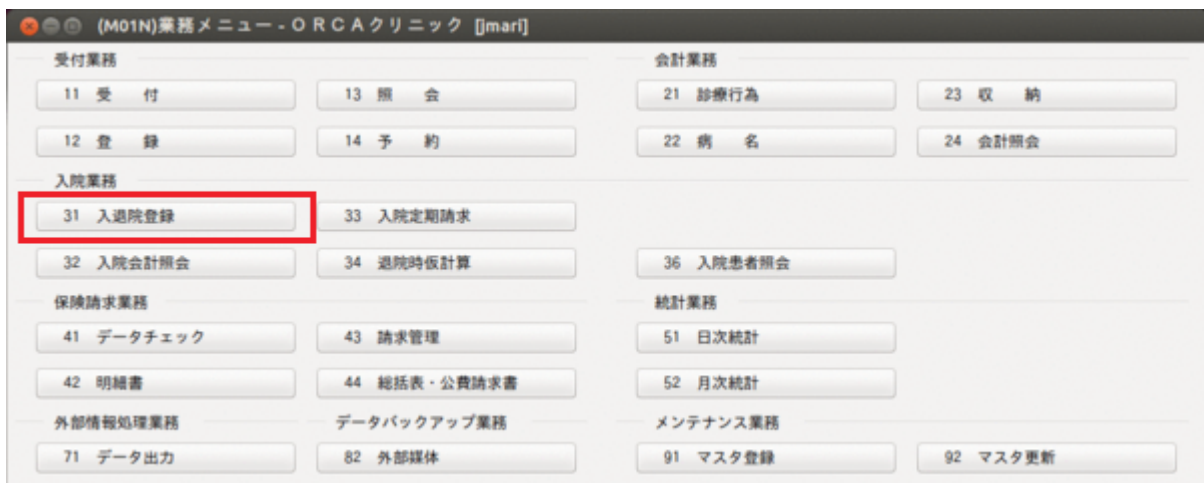 (M01N)業務メニュー - ＯＲＣＡクリニック [jmari]
受付業務 会計業務
11 受　付 13 照　会 21 診療行為 23 収　納
12 登　録 14 予　約 22 病　名 24 会計照会
入院業務
31 入退院登録 33 入院定期請求
32 入院会計照会 34 退院時仮計算 36 入院患者照会
保険請求業務 統計業務
41 データチェック 43 請求管理 51 日次統計
42 明細書 44 総括表・公費請求書 52 月次統計
外部情報処理業務 データバックアップ業務 メンテナンス業務
71 データ出力 82 外部媒体 91 マスタ登録 92 マスタ更新